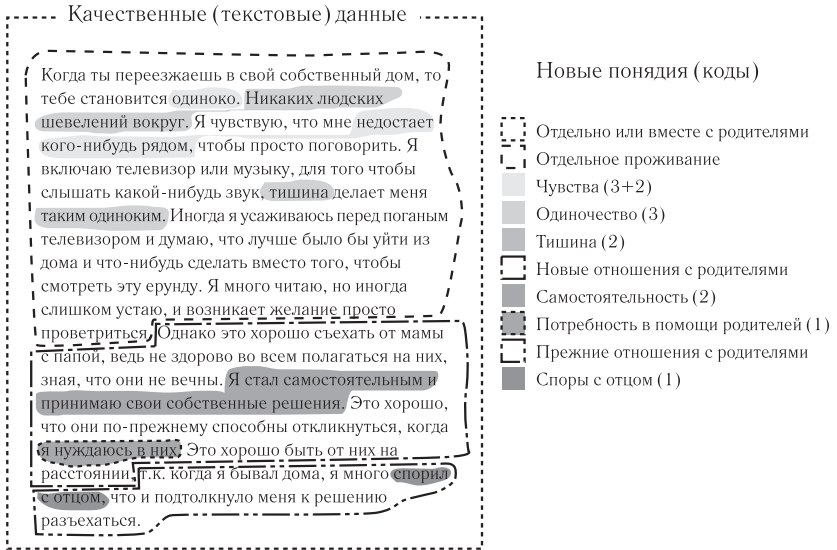 Качественные (текстовые) данные
Когда ты переезжаешь в свой собственный дом, то
тебе становится одиноко. Никаких людских
шевелений вокруг. Я чувствую, что мне недостает
кого-нибудь рядом, чтобы просто поговорить. Я
включаю телевизор или музыку, для того чтобы
слышать какой-нибудь звук, тишина делает меня
таким одиноким. Иногда я усаживаюсь перед поганым
телевизором и думаю, что лучше было бы уйти из
дома и что-нибудь сделать вместо того, чтобы
смотреть эту ерунду. Я много читаю, но иногда
слишком устаю, и возникает желание просто
проветриться. Однако это хорошо съехать от мамы
с папой, ведь не здорово во всем полагаться на них,
зная, что они не вечны. Я стал самостоятельным и
принимаю свои собственные решения. Это хорошо,
что они по-прежнему способны откликнуться, когда
я нуждаюсь в них. Это хорошо быть от них на
расстоянии, т.к. когда я бывал дома, я много спорил
с отцом, что и подтолкнуло меня к решению
разъехаться.
Новые понядия (коды)
Отдельно или вместе с родителями
Отдельное проживание
Чувства (3+2)
Одиночество (3)
Тишина (2)
Новые отношения с родителями
Самостоятельность (2)
Потребность в помощи родителей (1)
Прежние отношения с родителями
Споры с отцом (1)